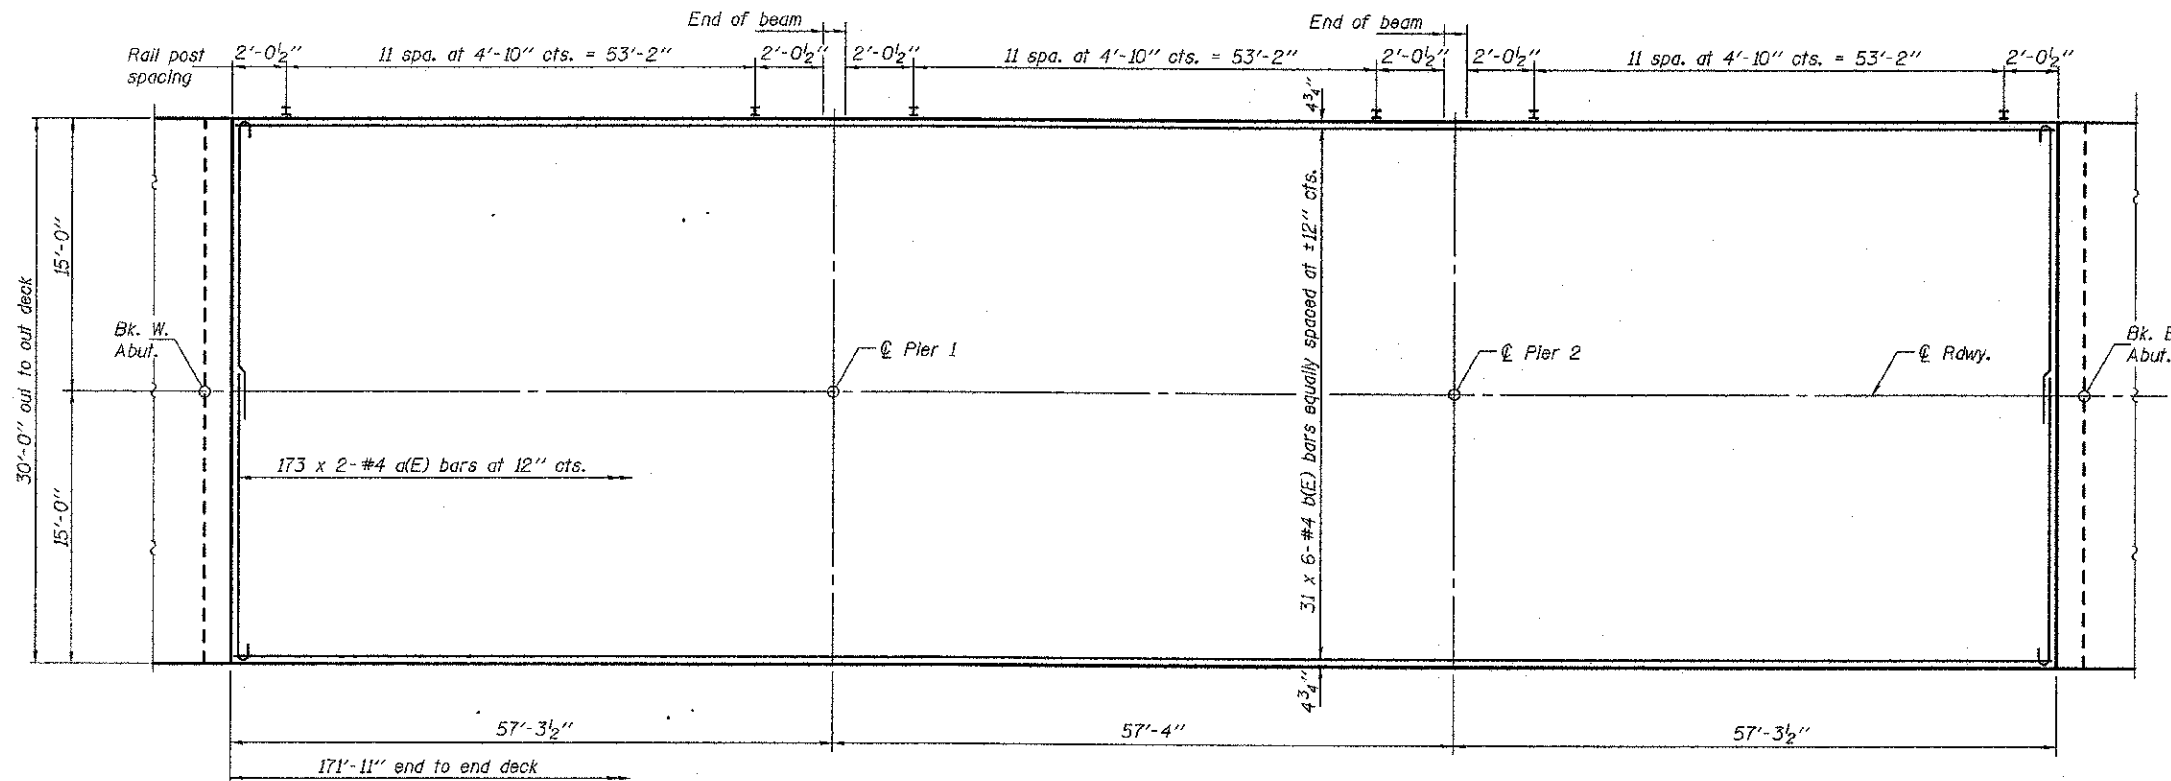 End of beam
End of beam
Rail post spacing
2'-0½"
11 spa. at 4'-10" cts. = 53'-2"
2'-0½"
2'-0½"
11 spa. at 4'-10" cts. = 53'-2"
2'-0½"
2'-0½"
11 spa. at 4'-10" cts. = 53'-2"
2'-0½"
4¾"
30'-0" out to out deck
15'-0"
15'-0"
31 x 6-#4 b(E) bars equally spaced at ±12" cts.
Bk. W.
Abut.
℄ Pier 1
℄ Pier 2
℄ Rdwy.
Bk. E
Abut.
173 x 2-#4 a(E) bars at 12" cts.
4¾"
57'-3½"
57'-4"
57'-3½"
171'-11" end to end deck